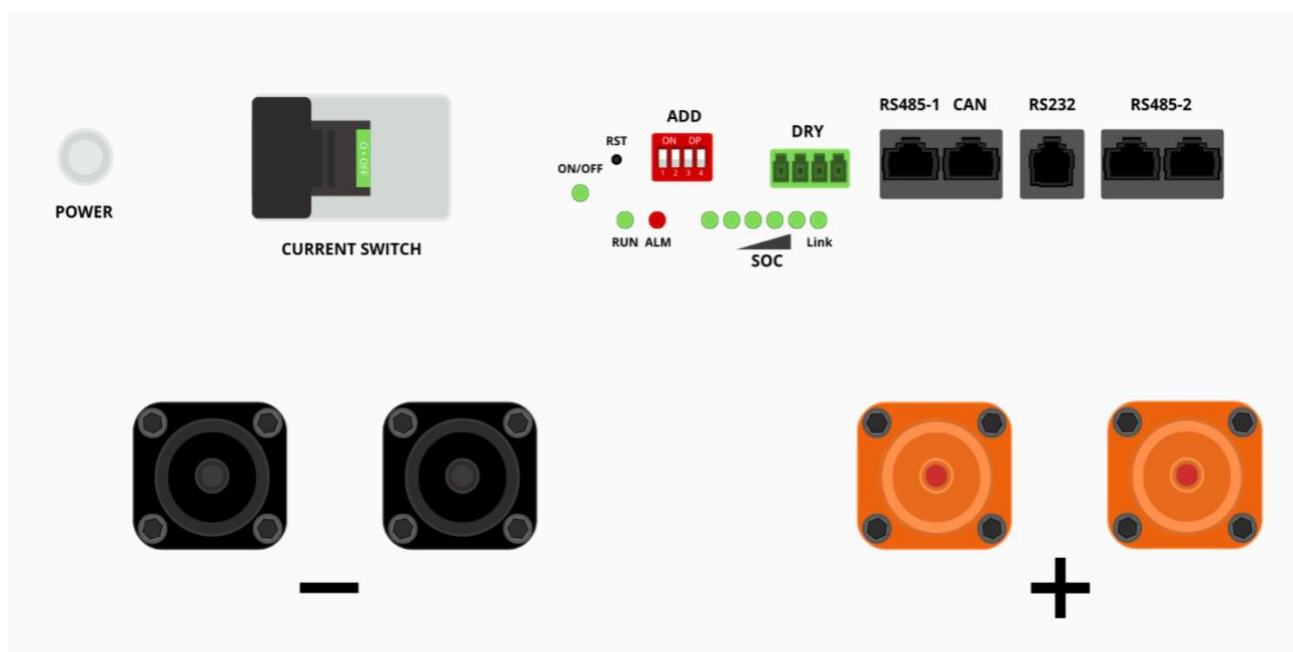 POWER
O • OFF
CURRENT SWITCH
RST
ON/OFF
RUN ALM
ADD
ON DP
1 2 3 4
DRY
SOC
Link
RS485-1 CAN
RS232
RS485-2
−
+